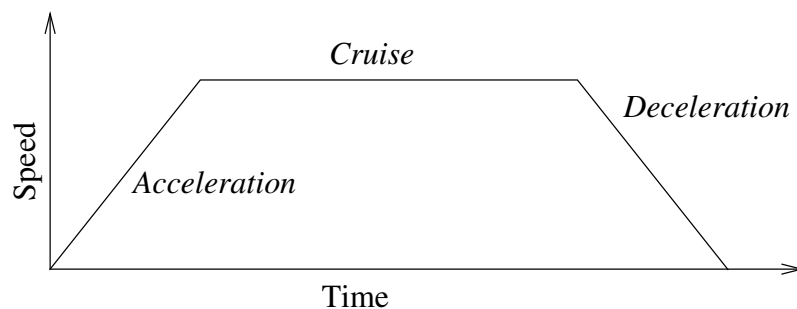 Cruise
Deceleration
Acceleration
Speed
Time